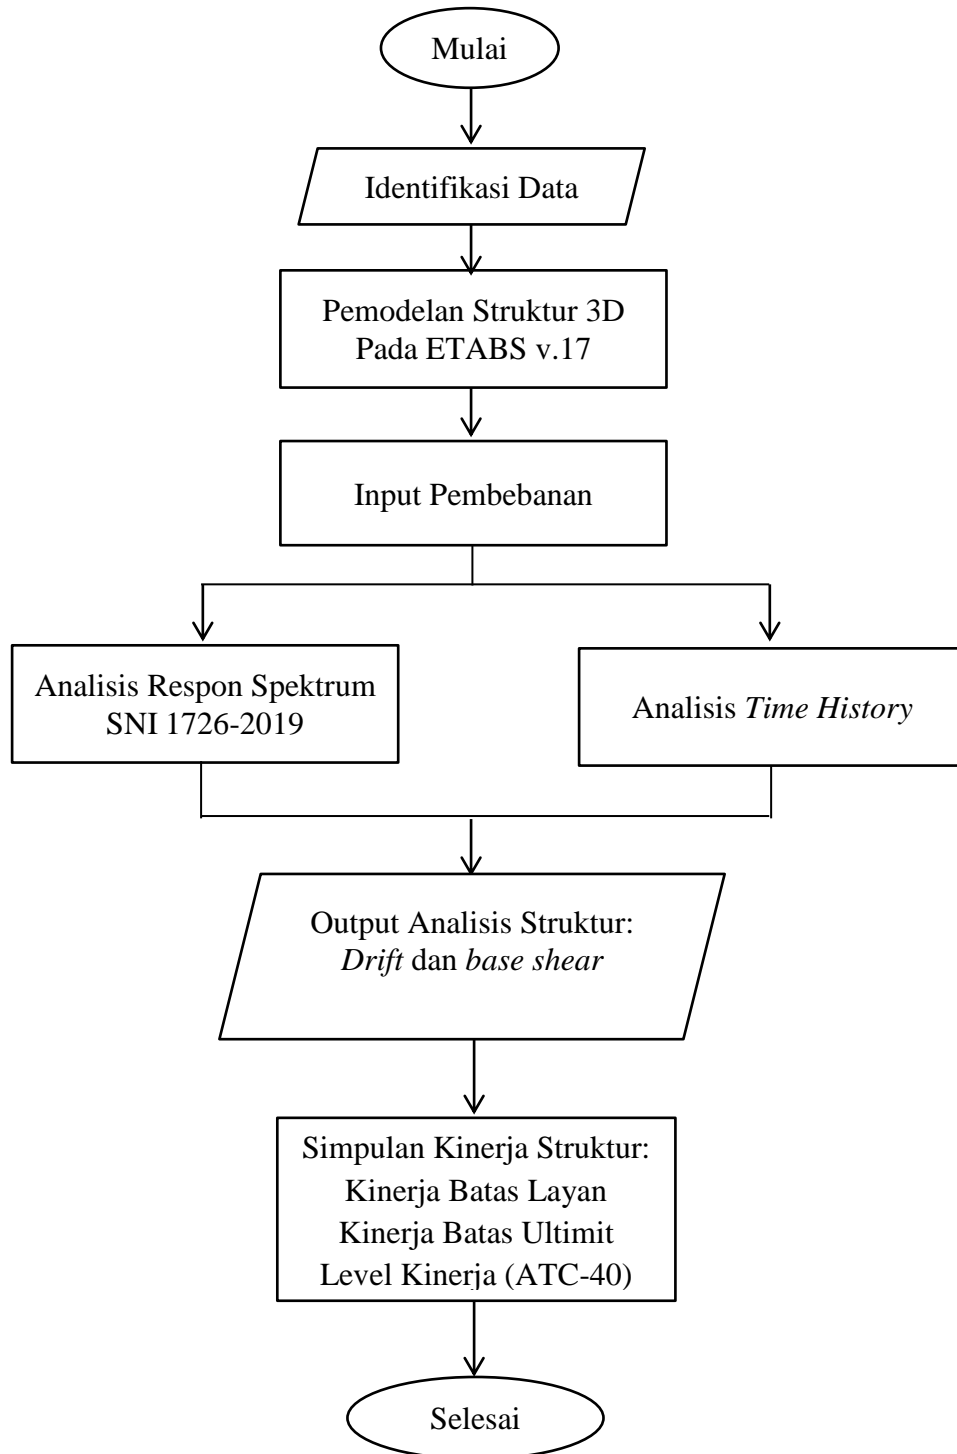 Mulai
Identifikasi Data
Pemodelan Struktur 3D
Pada ETABS v.17
Input Pembebanan
Analisis Respon Spektrum
SNI 1726-2019
Analisis Time History
Output Analisis Struktur:
Drift dan base shear
Simpulan Kinerja Struktur:
Kinerja Batas Layan
Kinerja Batas Ultimit
Level Kinerja (ATC-40)
Selesai